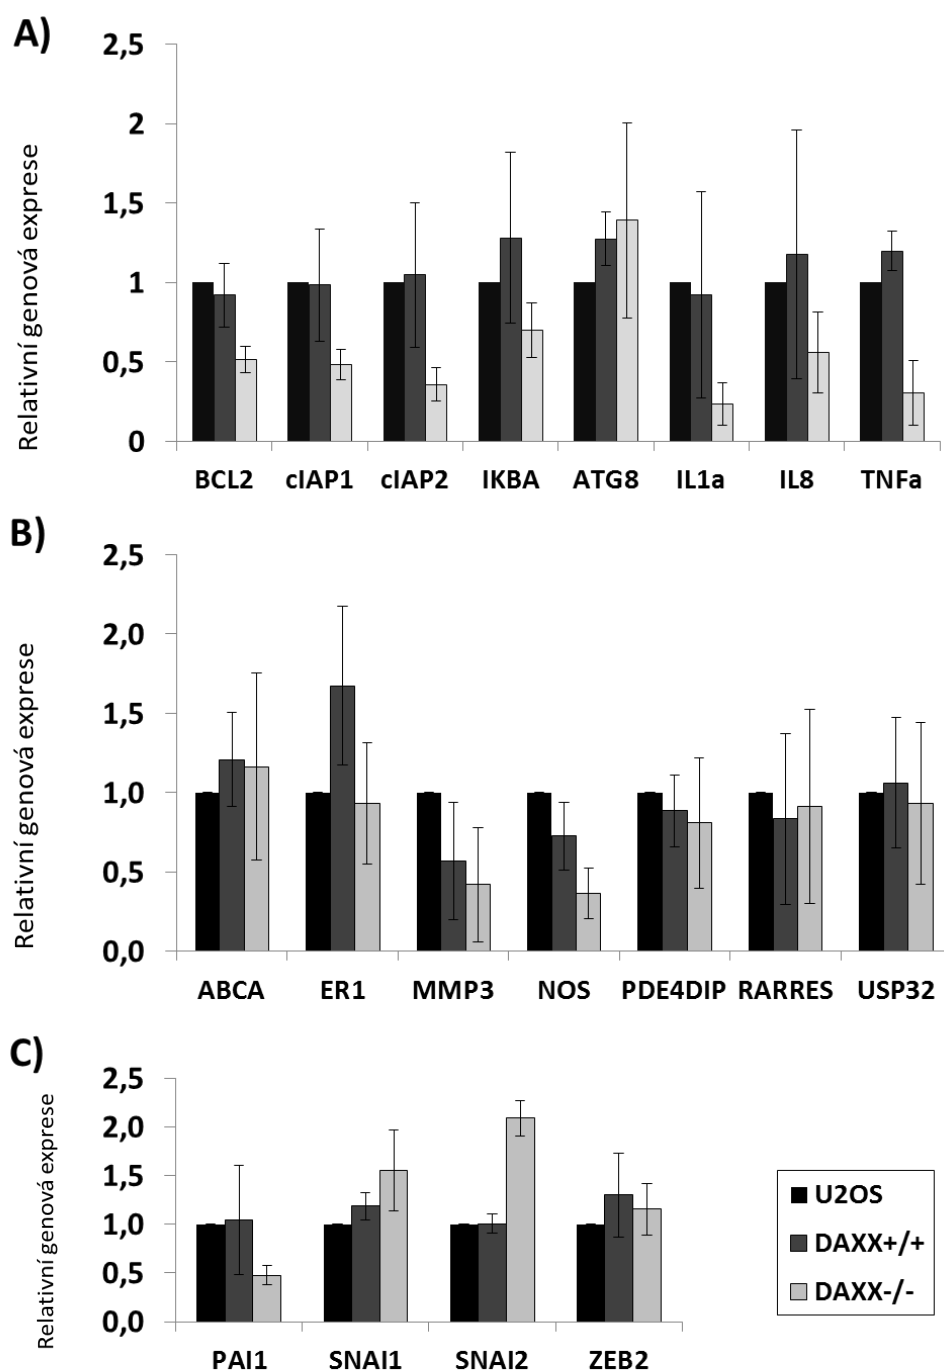 A)
Relativní genová exprese
2,5
2
1,5
1
0,5
0
BCL2 cIAP1 cIAP2 IKBA ATG8 IL1a IL8 TNFa
B)
Relativní genová exprese
2,5
2,0
1,5
1,0
0,5
0,0
ABCA ER1 MMP3 NOS PDE4DIP RARRES USP32
C)
Relativní genová exprese
2,5
2,0
1,5
1,0
0,5
0,0
PAI1 SNAI1 SNAI2 ZEB2
U2OS
DAXX+/+
DAXX-/-